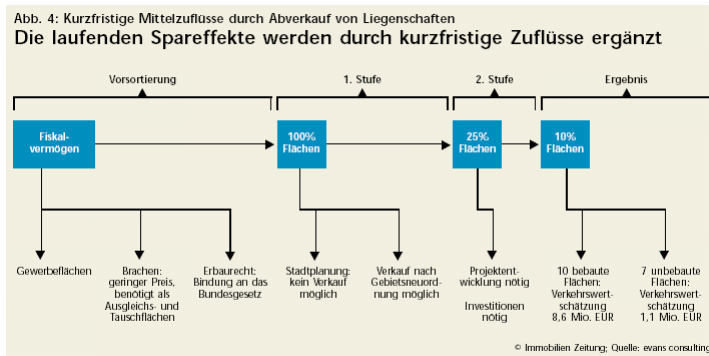 Abb. 4: Kurzfristige Mittelzuflüsse durch Abverkauf von Liegenschaften
Die laufenden Spareffekte werden durch kurzfristige Zuflüsse ergänzt
Vorsortierung
1. Stufe
2. Stufe
Ergebnis
Fiskal-
vermögen
100%
Flächen
25%
Flächen
10%
Flächen
Gewerbeflächen
Brachen:
geringer Preis,
benötigt als
Ausgleichs- und
Tauschflächen
Erbaurecht:
Bindung an das
Bundesgesetz
Stadtplanung:
kein Verkauf
möglich
Verkauf nach
Gebietsneuord-
nung möglich
Projektent-
wicklung nötig
Investitionen
nötig
10 bebaute
Flächen:
Verkehrswert-
schätzung
8,6 Mio. EUR
7 unbebaute
Flächen:
Verkehrswert-
schätzung
1,1 Mio. EUR
© Immobilien Zeitung; Quelle: evans consulting